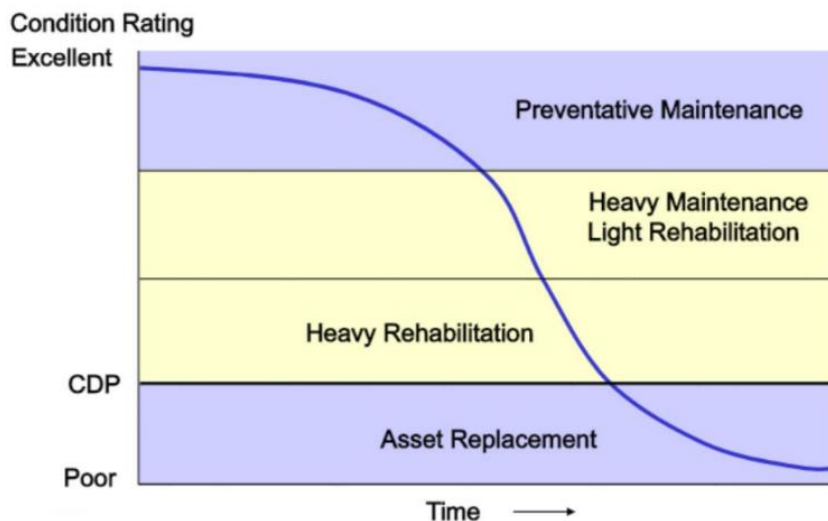 Condition Rating
Excellent
Preventative Maintenance
Heavy Maintenance
Light Rehabilitation
Heavy Rehabilitation
CDP
Asset Replacement
Poor
Time